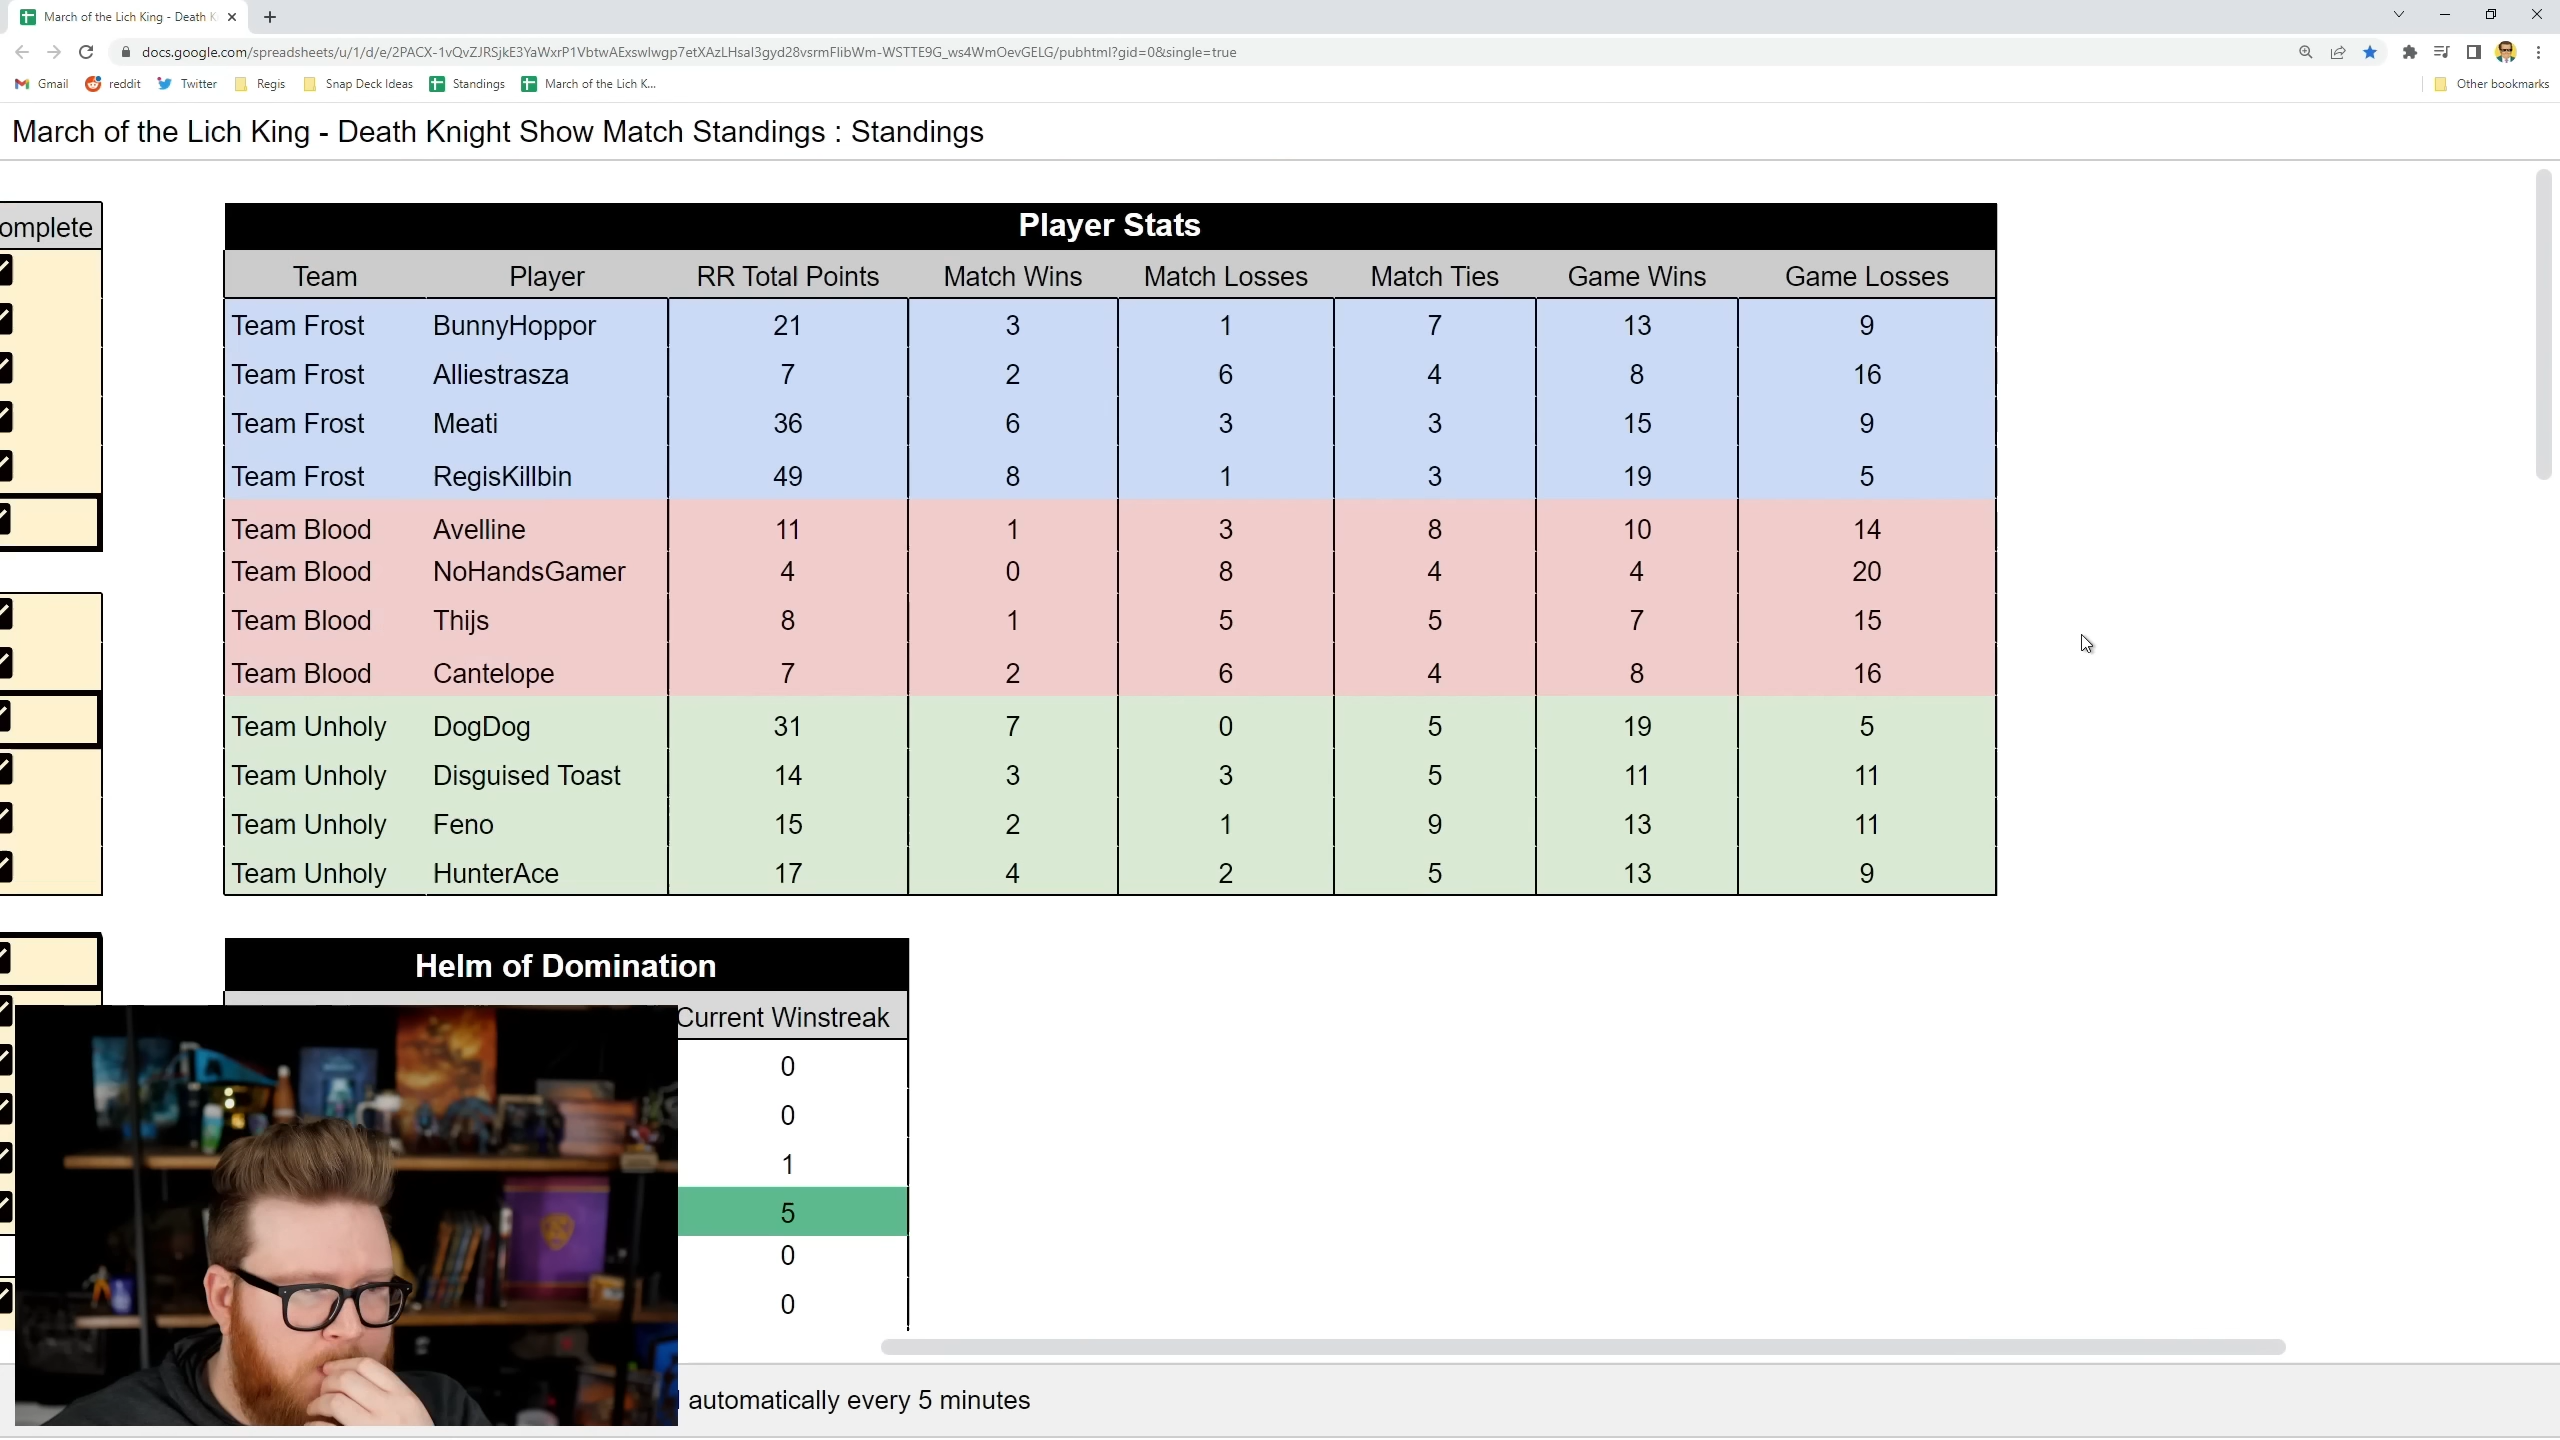 March of the Lich King - Death K
docs.google.com/spreadsheets/u/1/d/e/2PACX-1vQvZJRSjkE3YaWxrP1VbtwAExswlwgp7etXAzLHsal3gyd28vsrmFlibWm-WSTTE9G_ws4WmOevGELG/pubhtml?gid=0&single=true
Gmail reddit Twitter Regis Snap Deck Ideas Standings March of the Lich K... Other bookmarks
March of the Lich King - Death Knight Show Match Standings : Standings
omplete
Player Stats
Team Player RR Total Points Match Wins Match Losses Match Ties Game Wins Game Losses
Team Frost BunnyHoppor 21 3 1 7 13 9
Team Frost Alliestrasza 7 2 6 4 8 16
Team Frost Meati 36 6 3 3 15 9
Team Frost RegisKillbin 49 8 1 3 19 5
Team Blood Avelline 11 1 3 8 10 14
Team Blood NoHandsGamer 4 0 8 4 4 20
Team Blood Thijs 8 1 5 5 7 15
Team Blood Cantelope 7 2 6 4 8 16
Team Unholy DogDog 31 7 0 5 19 5
Team Unholy Disguised Toast 14 3 3 5 11 11
Team Unholy Feno 15 2 1 9 13 11
Team Unholy HunterAce 17 4 2 5 13 9
Helm of Domination
Current Winstreak
0
0
1
5
0
0
automatically every 5 minutes